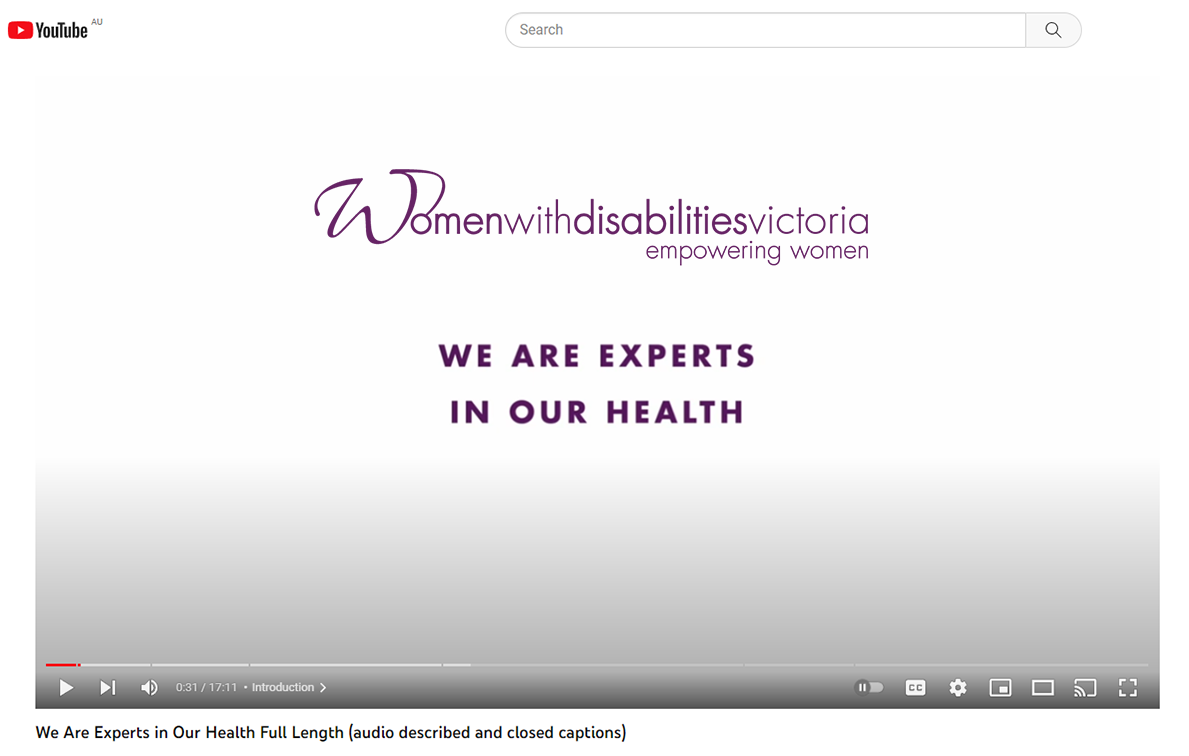 YouTube AU
Search
Womenwithdisabilitiesvictoria
empowering women
WE ARE EXPERTS
IN OUR HEALTH
0:31 / 17:11 • Introduction
CC
We Are Experts in Our Health Full Length (audio described and closed captions)